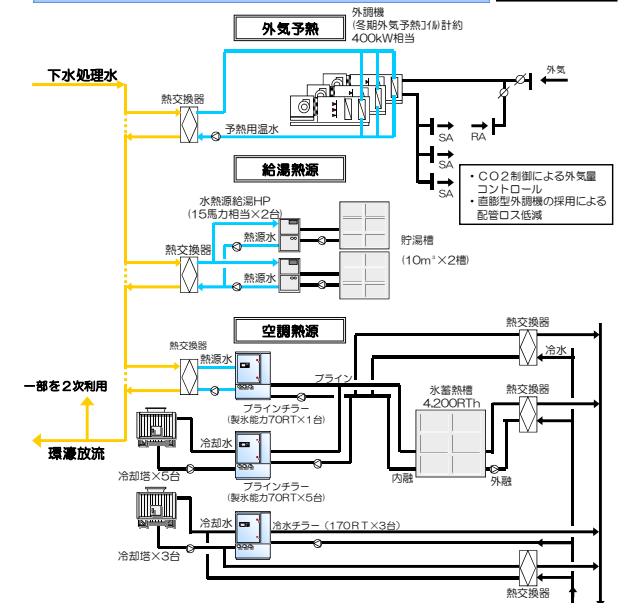 外気予熱
外調機
(冬期外気予熱ｺｲﾙ)計約
400kW相当
下水処理水
熱交換器
予熱用温水
外気
SA
RA
SA
SA
・CO2制御による外気量
コントロール
・直膨型外調機の採用による
配管ロス低減
給湯熱源
水熱源給湯HP
(15馬力相当×2台)
熱交換器
熱源水
熱源水
貯湯槽
(10m³×2槽)
空調熱源
熱交換器
熱源水
ブライン
熱交換器
冷水
一部を2次利用
ブラインチラー
(製氷能力70RT×1台)
氷蓄熱槽
4,200RTh
熱交換器
環濠放流
冷却水
冷却塔×5台
ブラインチラー
(製氷能力70RT×5台)
内融
外融
冷却水
冷水チラー(170RT×3台)
冷却塔×3台
熱交換器